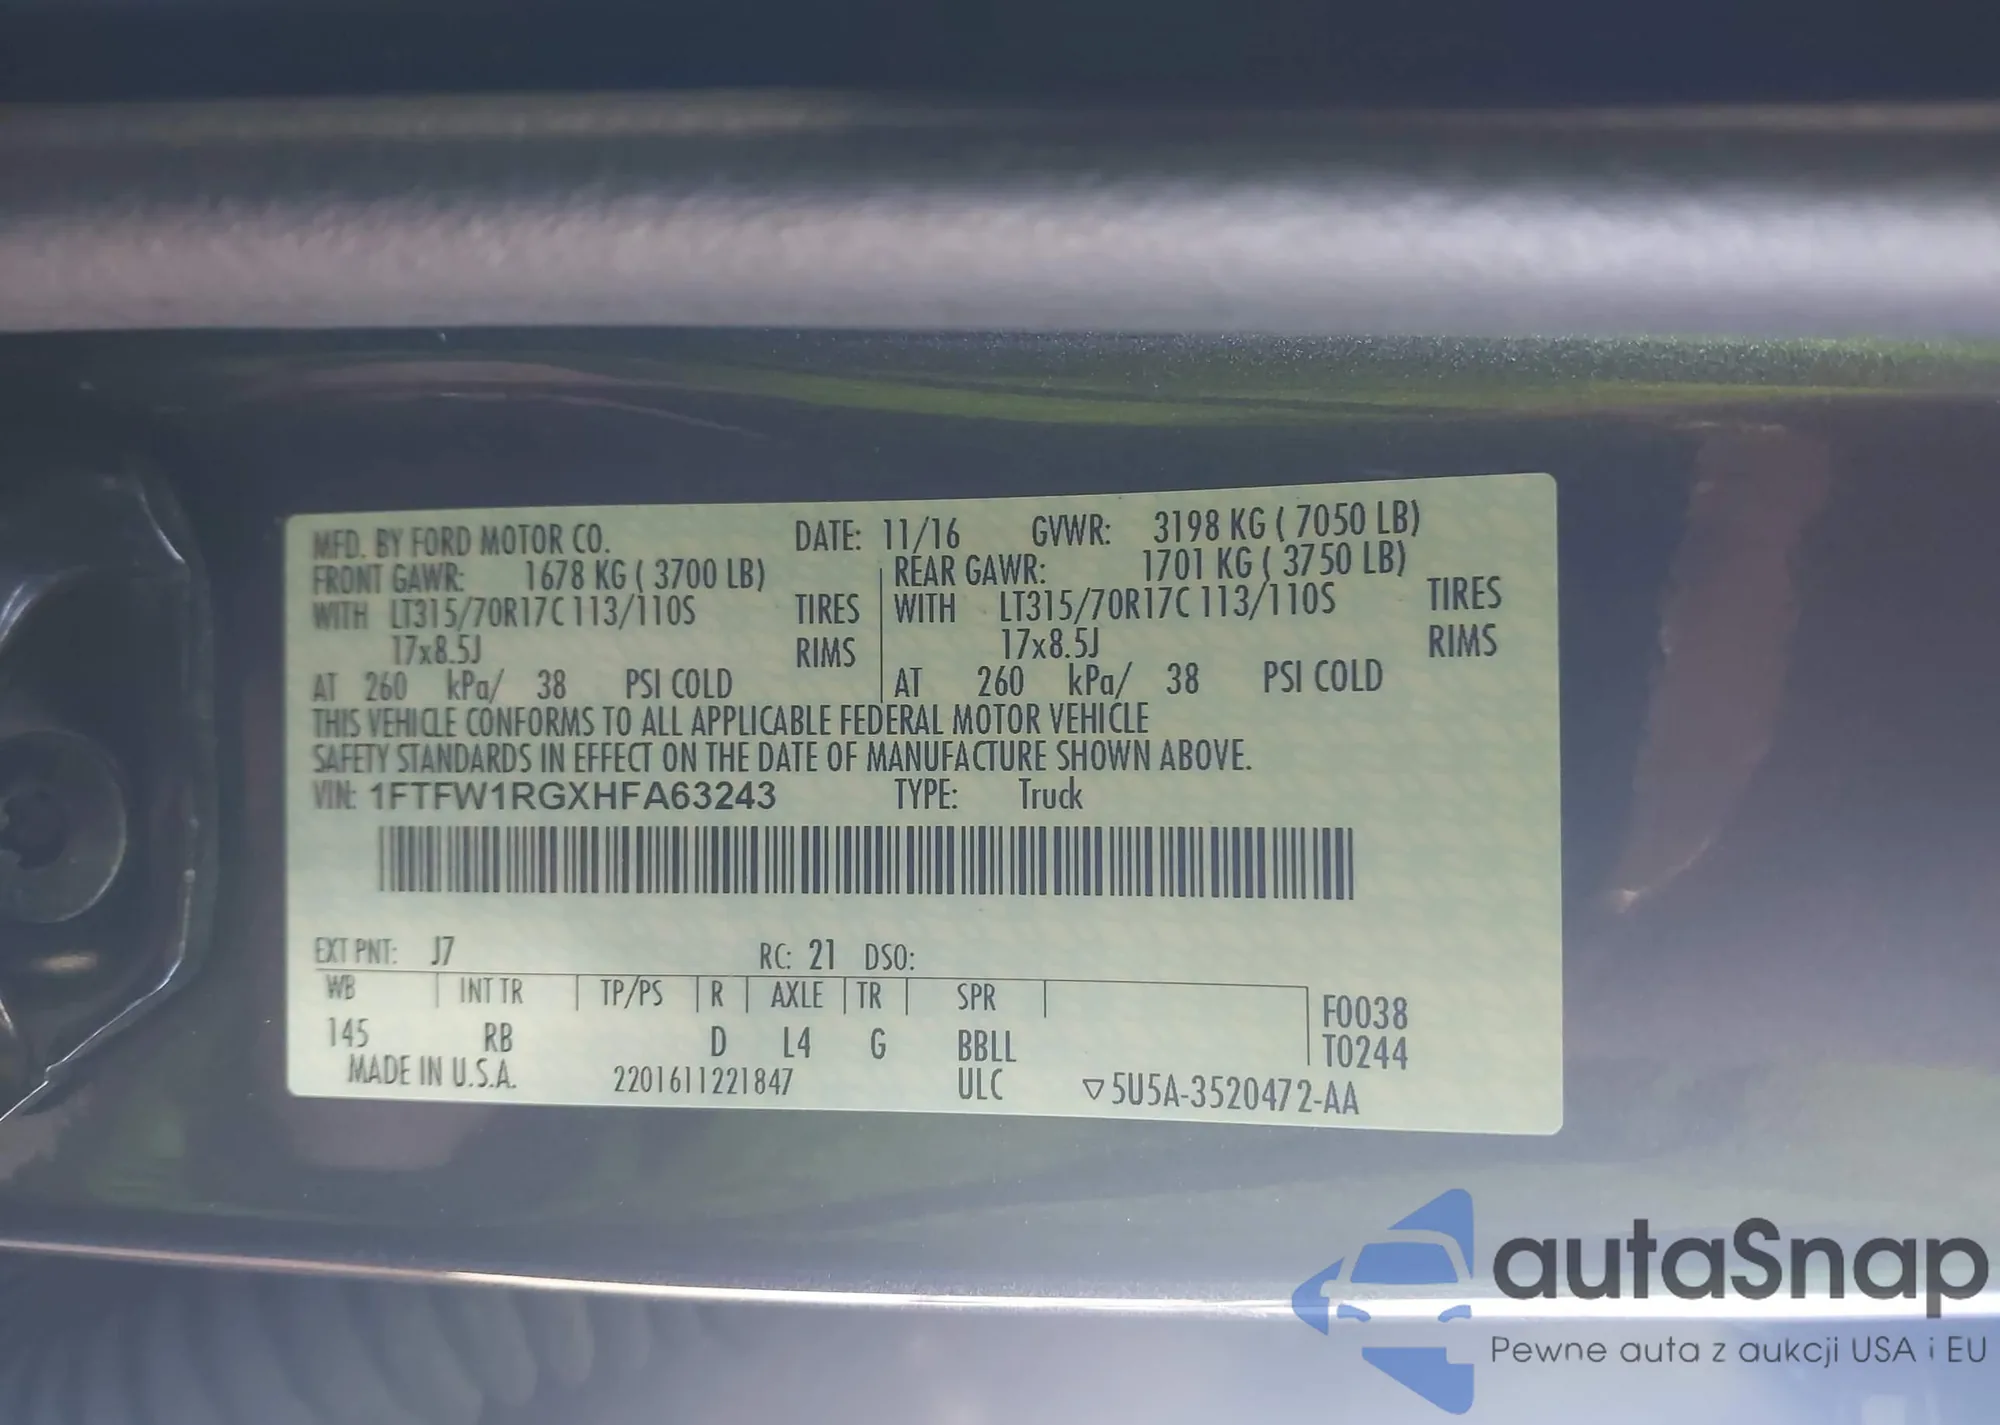 MFD. BY FORD MOTOR CO. DATE: 11/16 GVWR: 3198 KG ( 7050 LB)
FRONT GAWR: 1678 KG ( 3700 LB) REAR GAWR: 1701 KG ( 3750 LB)
WITH LT315/70R17C 113/110S TIRES WITH LT315/70R17C 113/110S TIRES
17x8.5J RIMS 17x8.5J RIMS
AT 260 kPa/ 38 PSI COLD AT 260 kPa/ 38 PSI COLD
THIS VEHICLE CONFORMS TO ALL APPLICABLE FEDERAL MOTOR VEHICLE
SAFETY STANDARDS IN EFFECT ON THE DATE OF MANUFACTURE SHOWN ABOVE.
VIN: 1FTFW1RGXHFA63243 TYPE: Truck
EXT PNT: J7 RC: 21 DSO:
WB INT TR TP/PS R AXLE TR SPR F0038
145 RB D L4 G BBLL T0244
MADE IN U.S.A. 2201611221847 ULC ▽5U5A-3520472-AA
autaSnap
Pewne auta z aukcji USA i EU